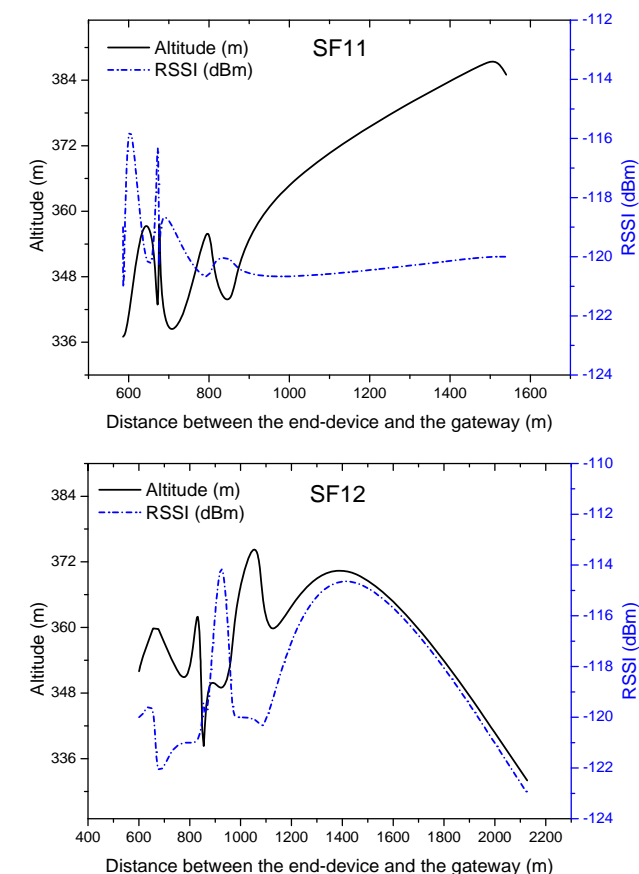 SF11
Altitude (m)
RSSI (dBm)
384
372
360
348
336
Altitude (m)
-112
-114
-116
-118
-120
-122
-124
RSSI (dBm)
600 800 1000 1200 1400 1600
Distance between the end-device and the gateway (m)
SF12
Altitude (m)
RSSI (dBm)
384
372
360
348
336
Altitude (m)
-110
-112
-114
-116
-118
-120
-122
-124
RSSI (dBm)
400 600 800 1000 1200 1400 1600 1800 2000 2200
Distance between the end-device and the gateway (m)